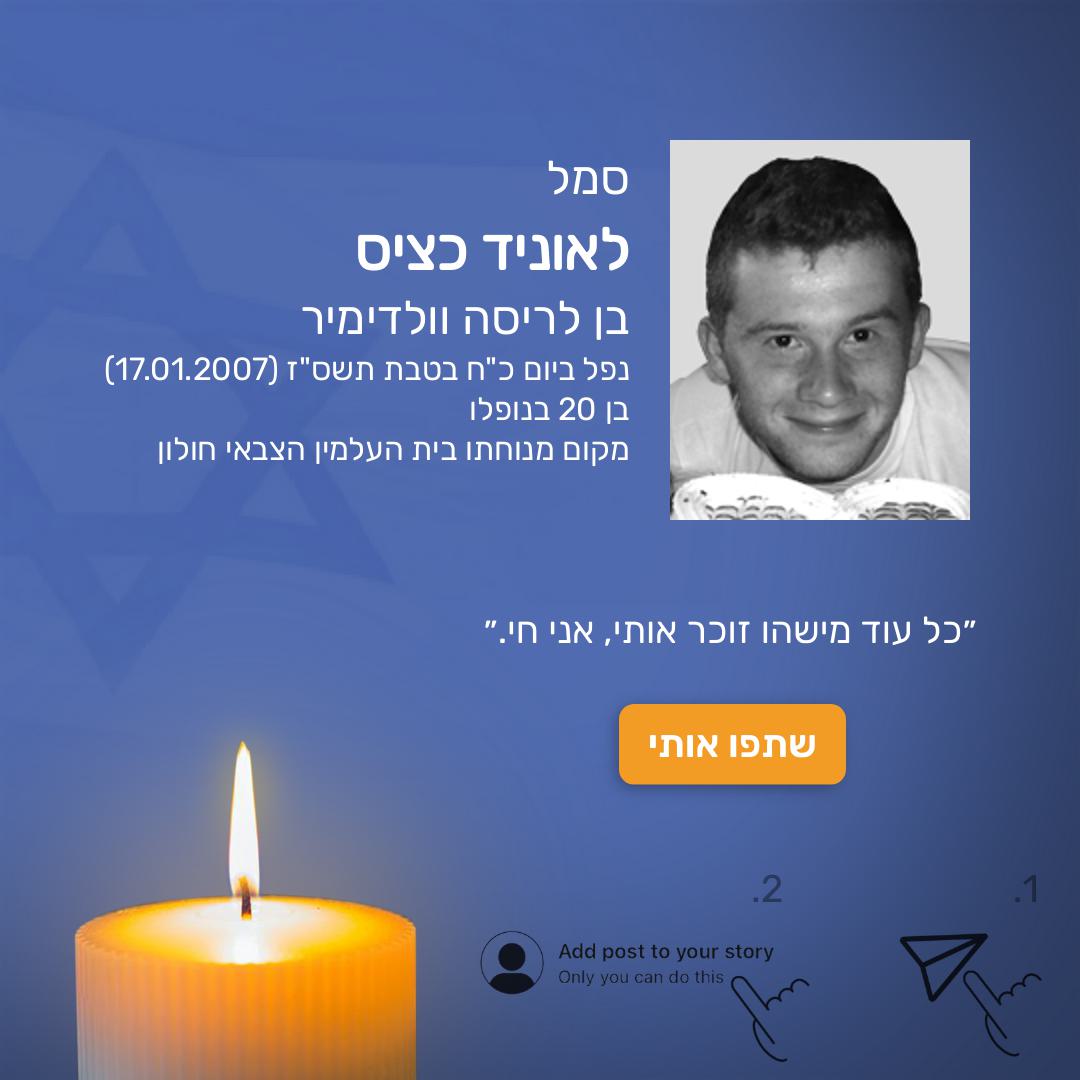 סמל
לאוניד כציס
בן לריסה וולדימיר
נפל ביום כ"ח בטבת תשס"ז (17.01.2007)
בן 20 בנופלו
מקום מנוחתו בית העלמין הצבאי חולון
״כל עוד מישהו זוכר אותי, אני חי.״
שתפו אותי
1.
2.
Add post to your story
Only you can do this